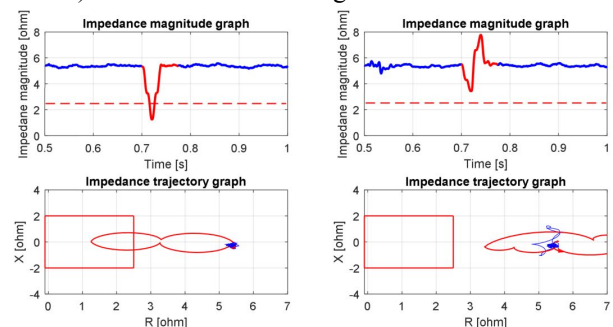 Impedance magnitude graph
Impedane magnitude [ohm]
8
6
4
2
0
0.5 0.6 0.7 0.8 0.9 1
Time [s]
Impedance magnitude graph
Impedane magnitude [ohm]
8
6
4
2
0
0.5 0.6 0.7 0.8 0.9 1
Time [s]
Impedance trajectory graph
X [ohm]
4
2
0
-2
-4
0 1 2 3 4 5 6 7
R [ohm]
Impedance trajectory graph
X [ohm]
4
2
0
-2
-4
0 1 2 3 4 5 6 7
R [ohm]